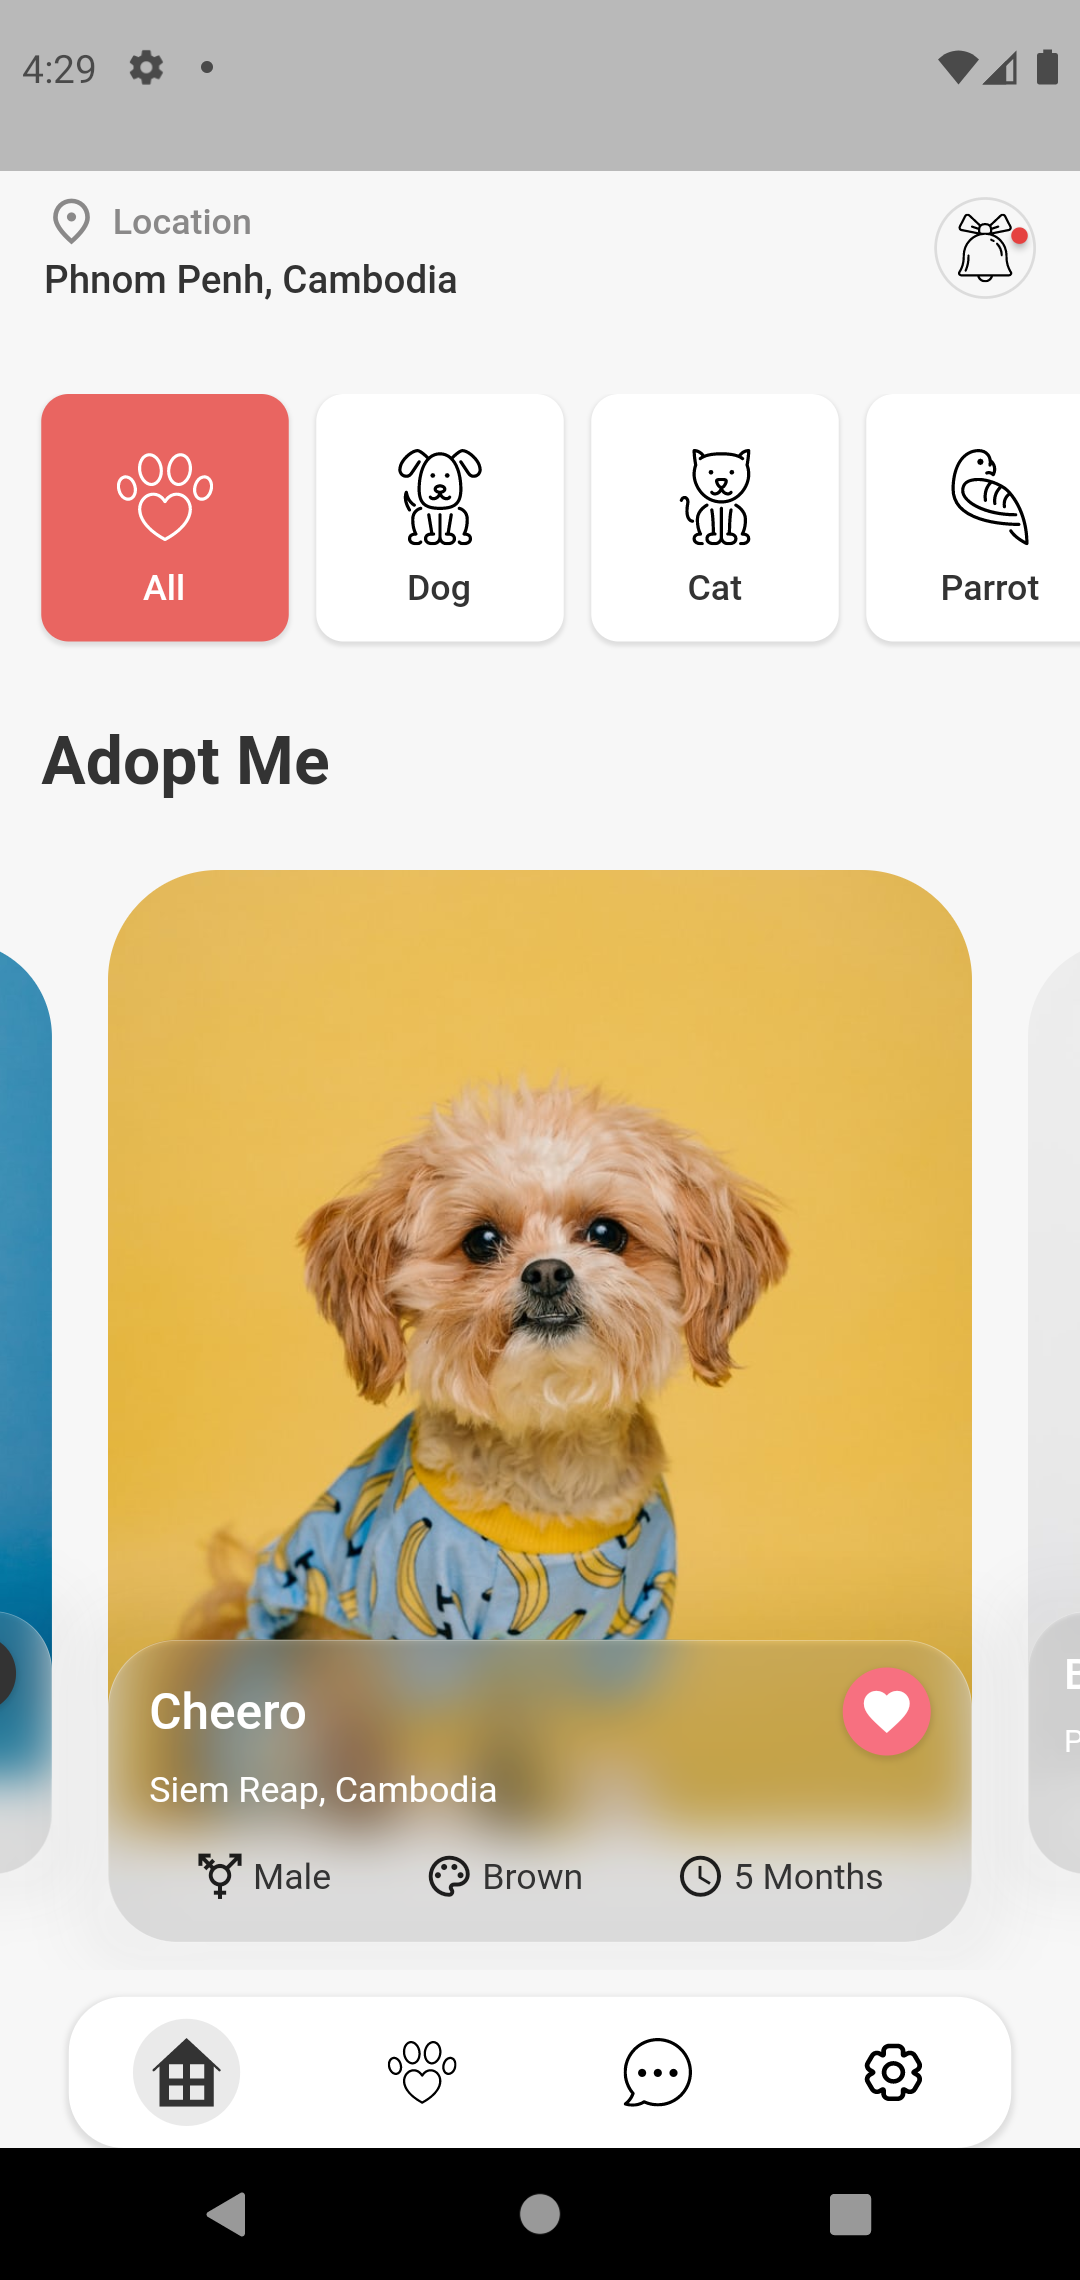 4:29
Location
Phnom Penh, Cambodia
All
Dog
Cat
Parrot
Adopt Me
Cheero
Siem Reap, Cambodia
Male
Brown
5 Months